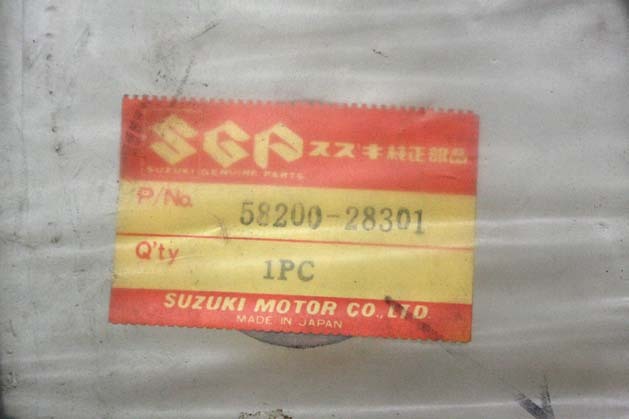 SGP スズキ純正部品
SUZUKI GENUINE PARTS
P/No. 58200-28301
Q'ty 1PC
SUZUKI MOTOR CO.,LTD
MADE IN JAPAN